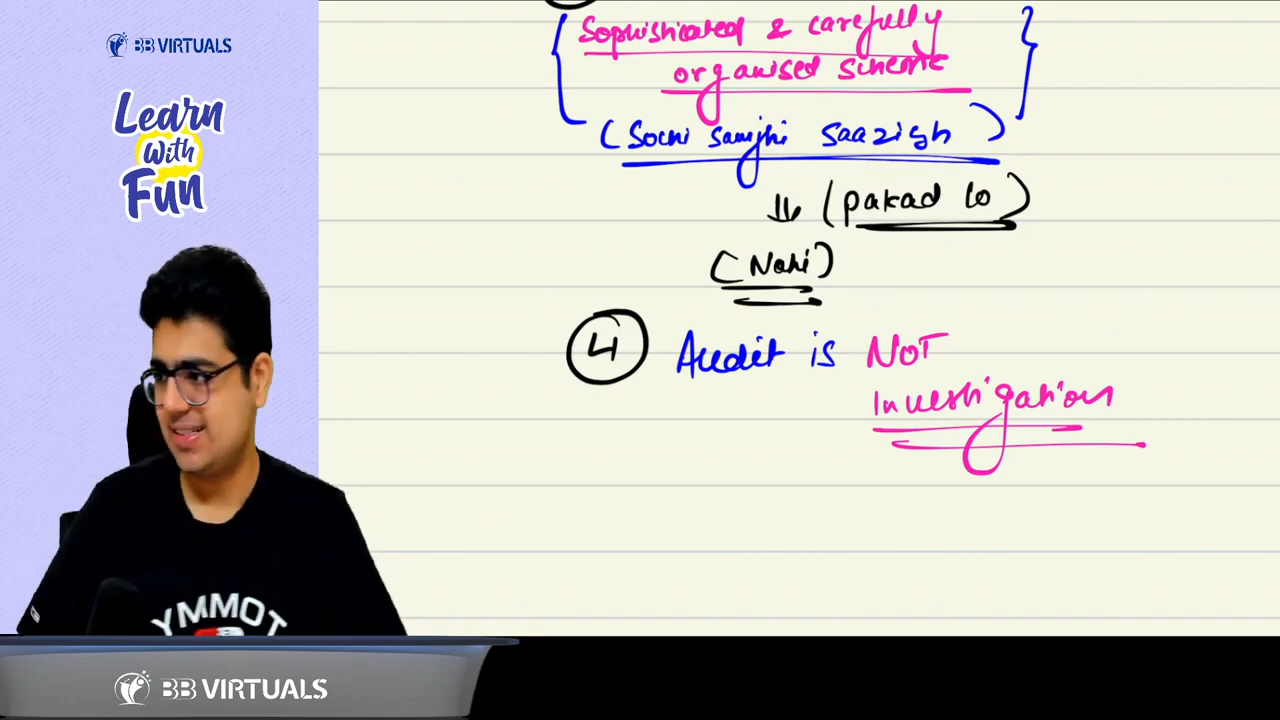 BB VIRTUALS
Learn
With
Fun
Sophisticated & carefully
organised scheme
(Sochi samjhi saazish)
(pakad lo)
(Nahi)
4 Audit is NOT
Investigation
YMMOT
BB VIRTUALS